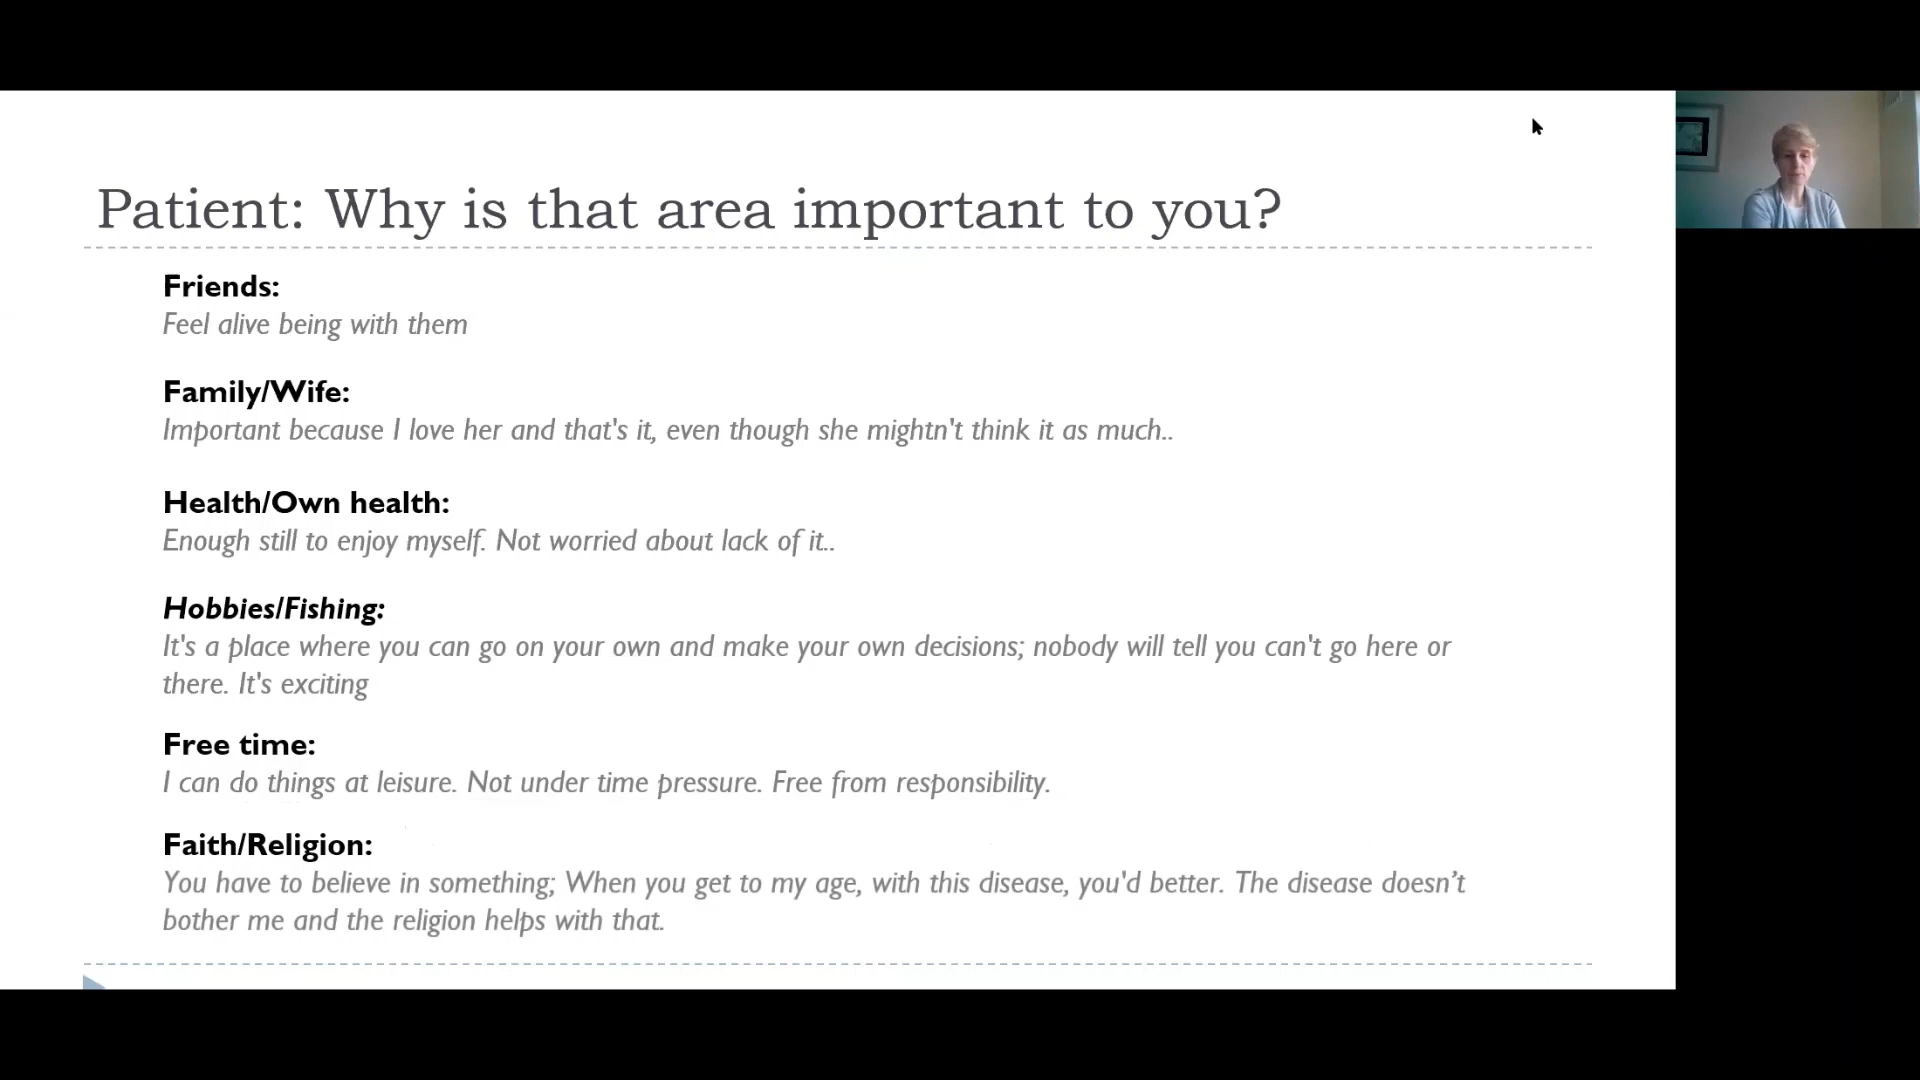 Patient: Why is that area important to you?
Friends:
Feel alive being with them
Family/Wife:
Important because I love her and that's it, even though she mightn't think it as much..
Health/Own health:
Enough still to enjoy myself. Not worried about lack of it..
Hobbies/Fishing:
It's a place where you can go on your own and make your own decisions; nobody will tell you can't go here or
there. It's exciting
Free time:
I can do things at leisure. Not under time pressure. Free from responsibility.
Faith/Religion:
You have to believe in something; When you get to my age, with this disease, you'd better. The disease doesn’t
bother me and the religion helps with that.